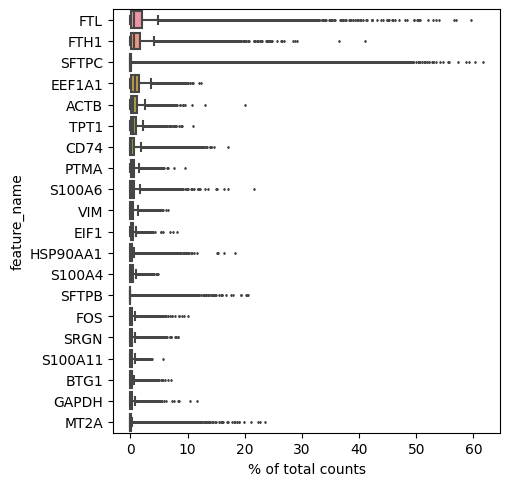 FTL
FTH1
SFTPC
EEF1A1
ACTB
TPT1
CD74
PTMA
S100A6
VIM
EIF1
HSP90AA1
S100A4
SFTPB
FOS
SRGN
S100A11
BTG1
GAPDH
MT2A
feature_name
0 10 20 30 40 50 60
% of total counts